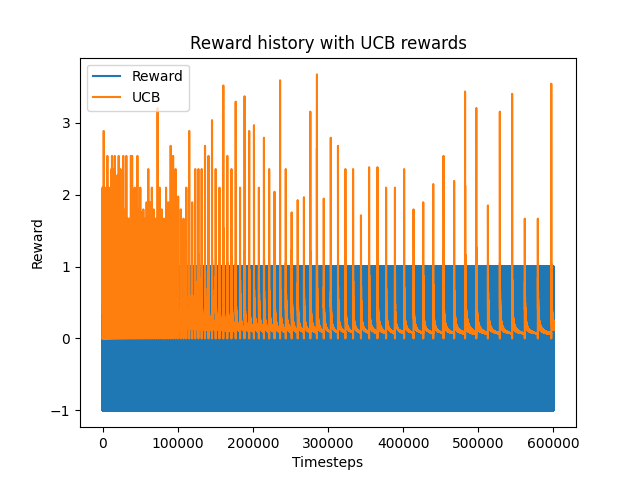 Reward history with UCB rewards
Reward
UCB
3
2
1
0
−1
Reward
0
100000
200000
300000
400000
500000
600000
Timesteps